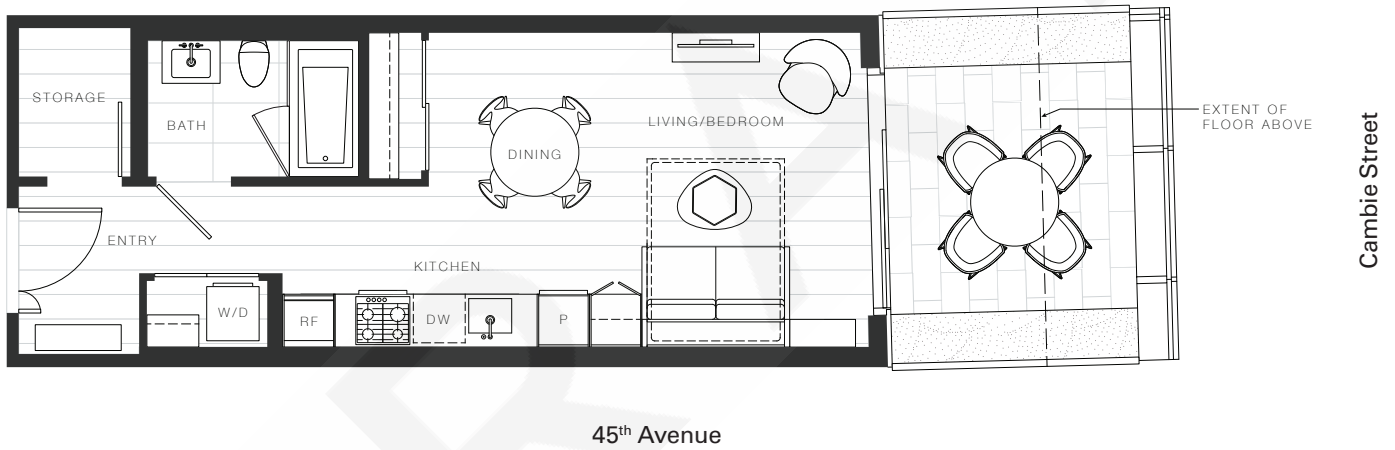 STORAGE
BATH
LIVING/BEDROOM
EXTENT OF
FLOOR ABOVE
DINING
Cambie Street
ENTRY
KITCHEN
W/D
RF
DW
P
45th Avenue